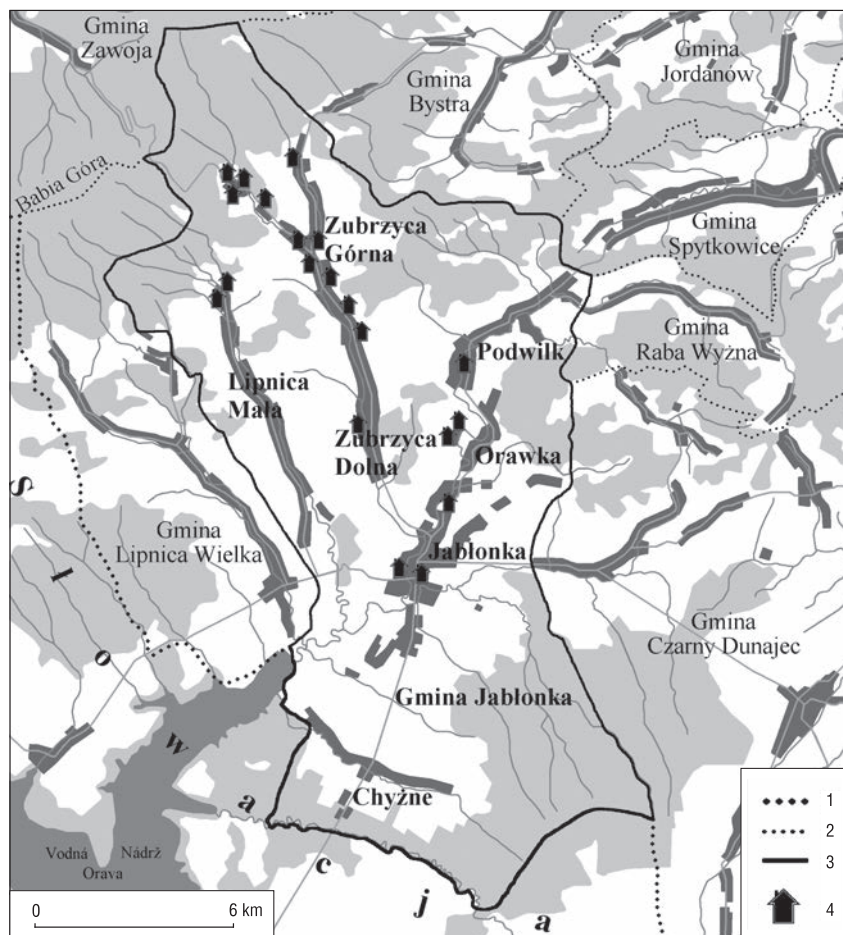 Gmina
Zawoja
Gmina
Bystra
Gmina
Jordanów
Babia Góra
Zubrzyca
Górna
Gmina
Spytkowice
Podwilk
Gmina
Raba Wyżna
Lipnica
Mała
Zubrzyca
Dolna
Orawka
Gmina
Lipnica Wielka
Jabłonka
Gmina
Czarny Dunajec
Gmina Jabłonka
Chyżne
Słowacja
Vodná Nádrž
Orava
0 6 km
1
2
3
4